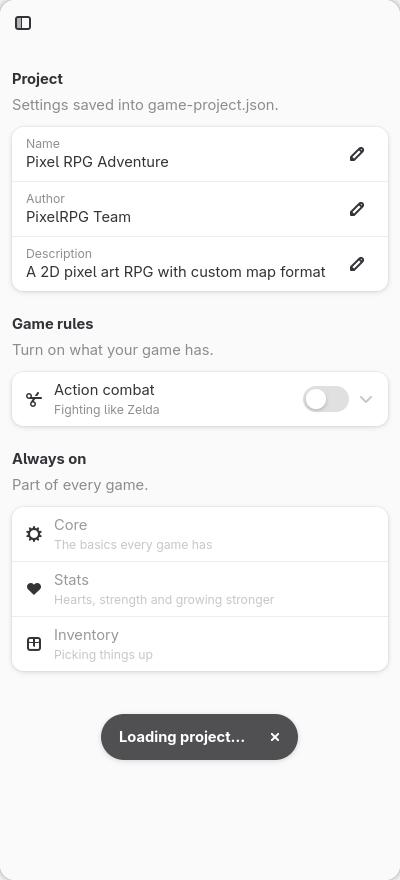 Project
Settings saved into game-project.json.
Name
Pixel RPG Adventure
Author
PixelRPG Team
Description
A 2D pixel art RPG with custom map format
Game rules
Turn on what your game has.
Action combat
Fighting like Zelda
Always on
Part of every game.
Core
The basics every game has
Stats
Hearts, strength and growing stronger
Inventory
Picking things up
Loading project…